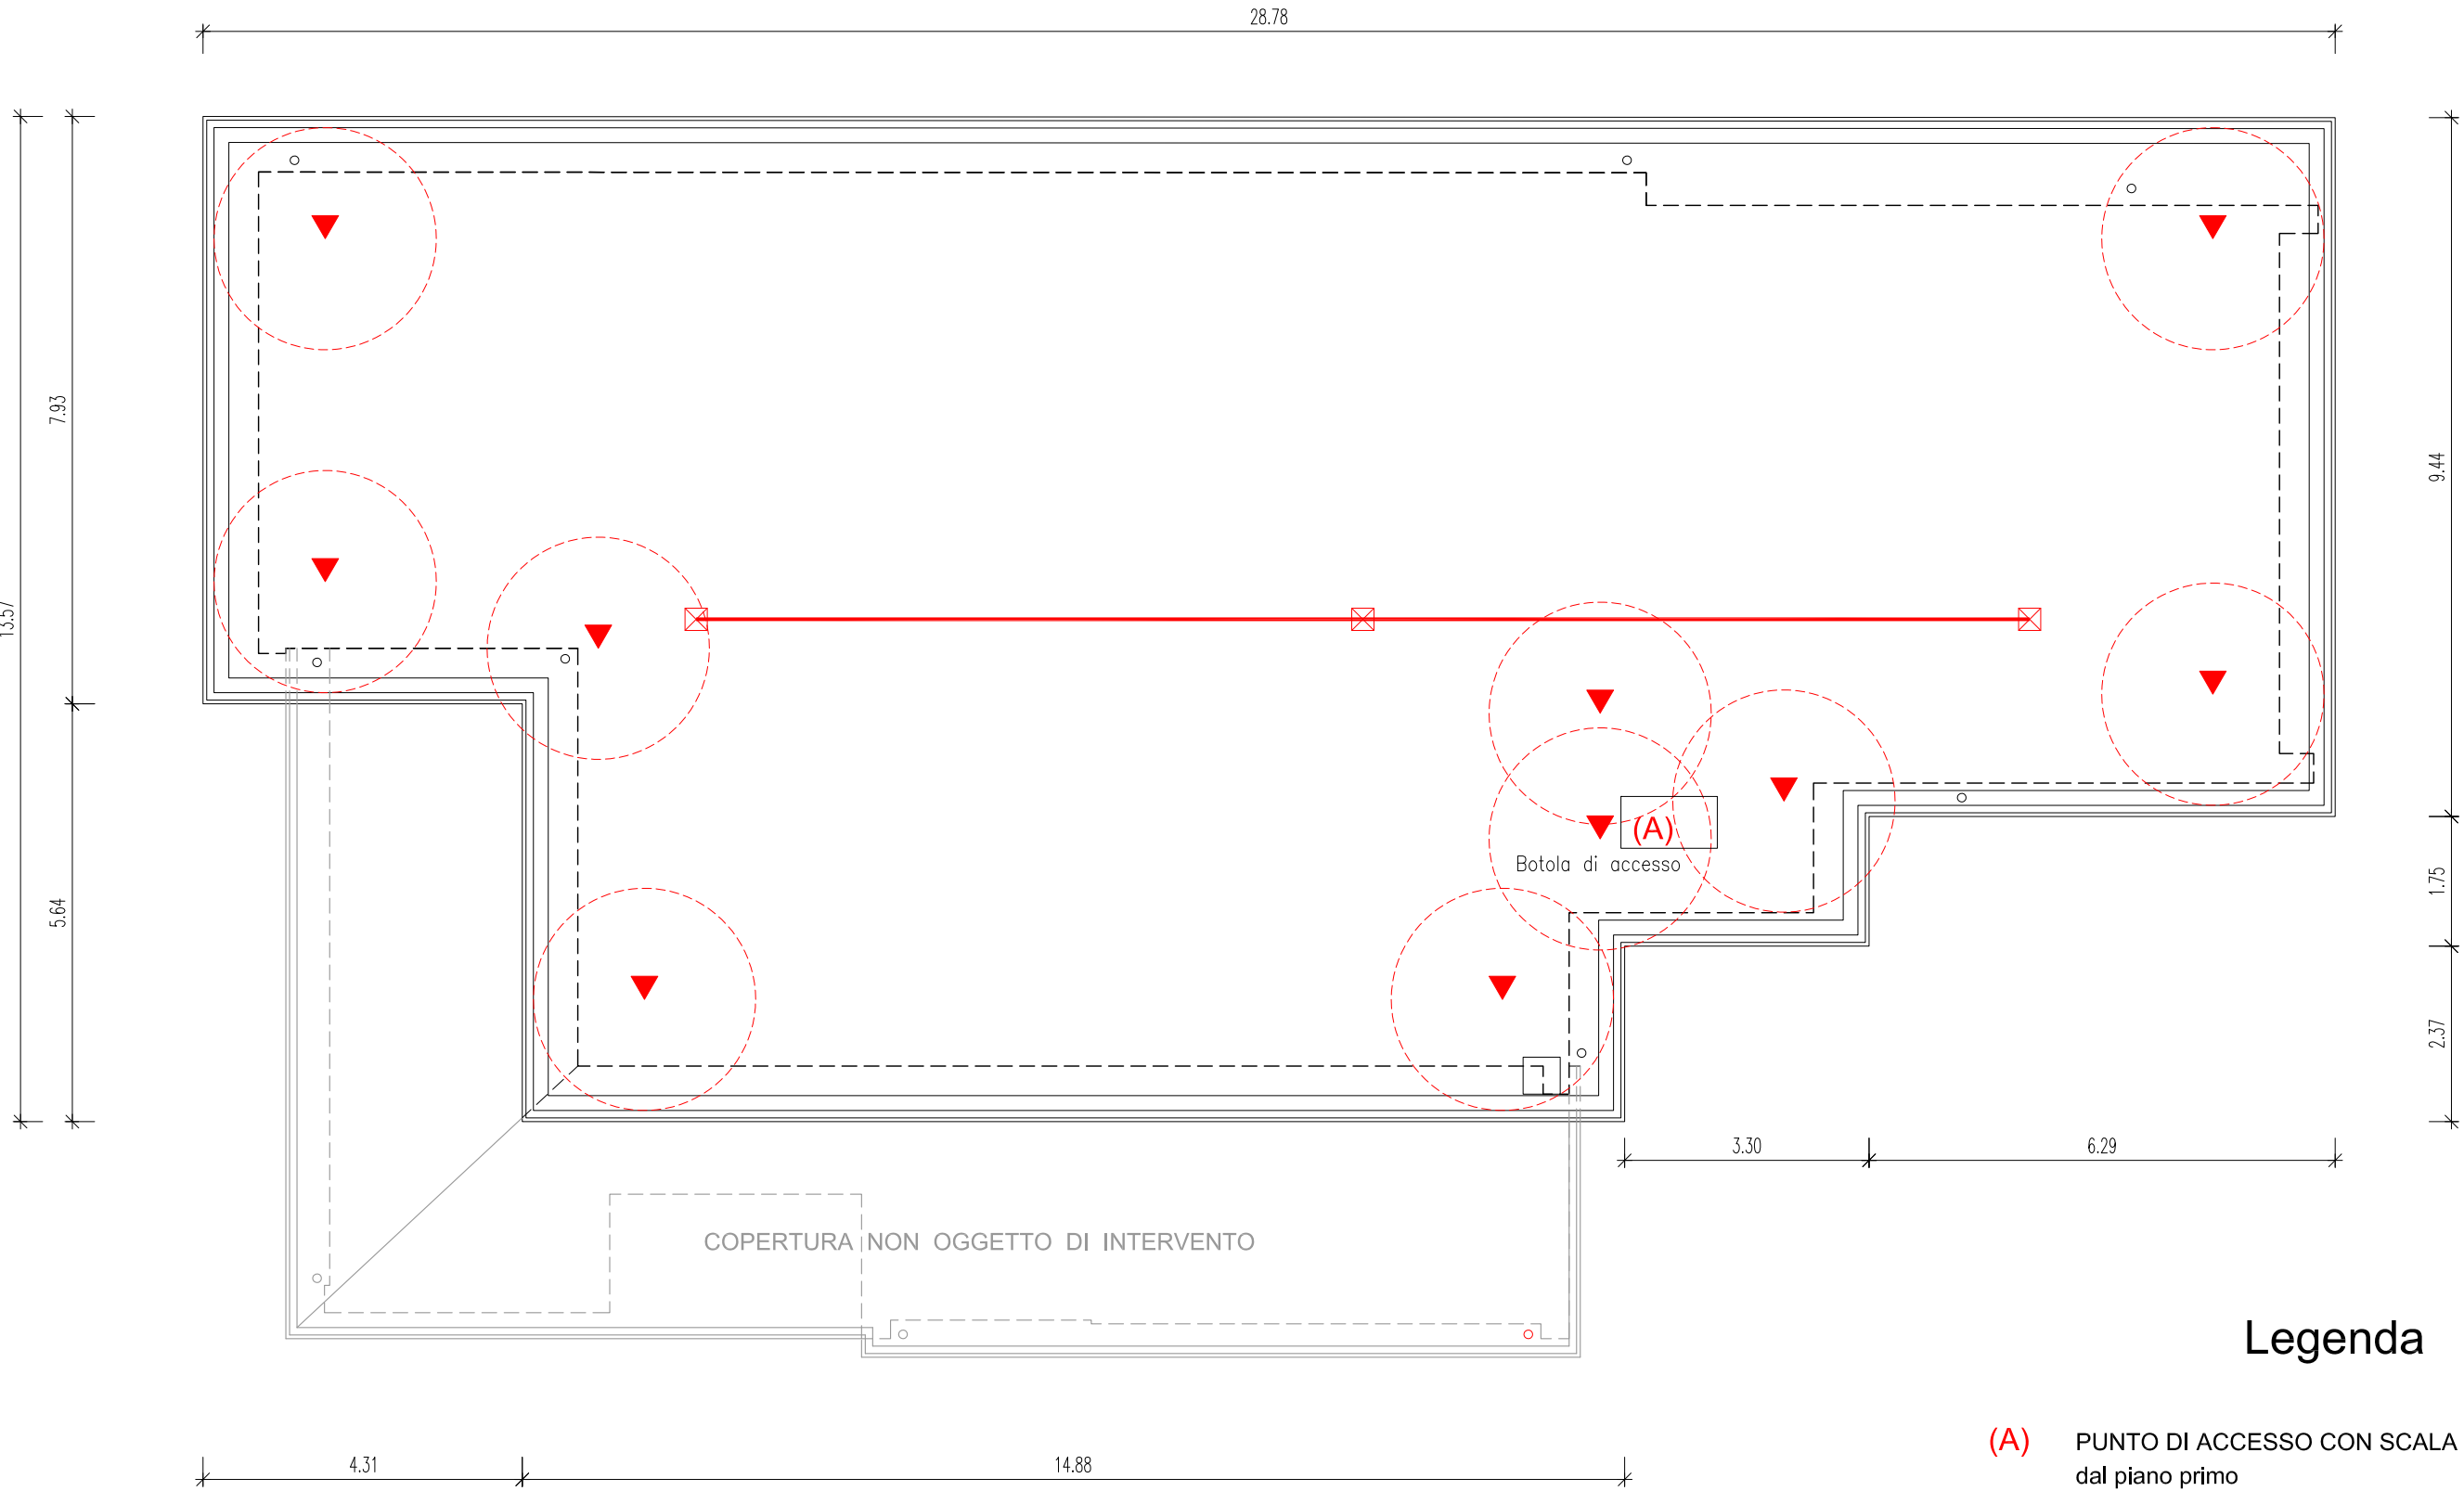 28.78
7.93
9.44
13.57
(A)
Botola di accesso
1.75
5.64
2.37
3.30
6.29
COPERTURA NON OGGETTO DI INTERVENTO
Legenda
(A) PUNTO DI ACCESSO CON SCALA
dal piano primo
4.31
14.88